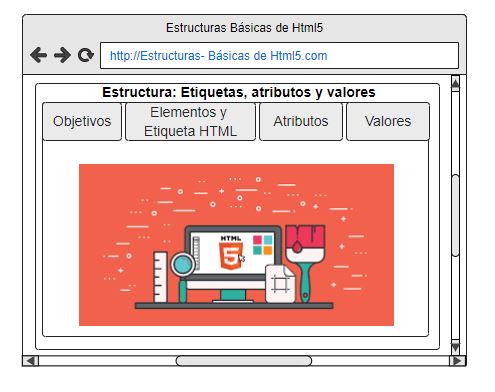 Estructuras Básicas de Html5
http://Estructuras- Básicas de Html5.com
Estructura: Etiquetas, atributos y valores
Objetivos
Elementos y
Etiqueta HTML
Atributos
Valores
HTML
5